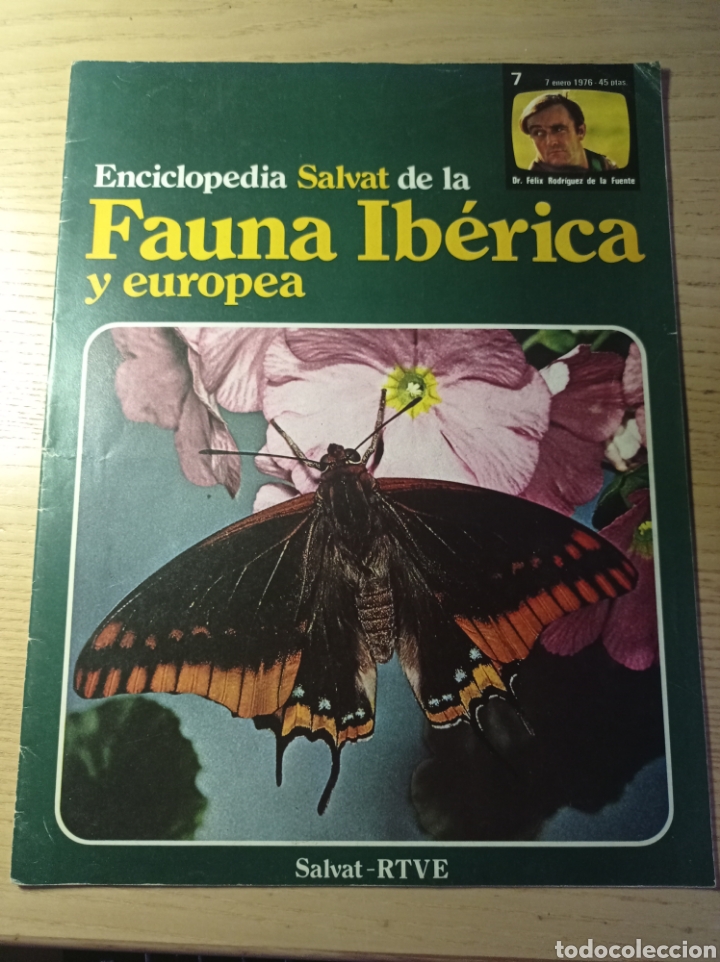 7
7 enero 1976 - 45 ptas.
Dr. Félix Rodríguez de la Fuente
Enciclopedia Salvat de la
Fauna Ibérica
y europea
Salvat-RTVE
todocoleccion